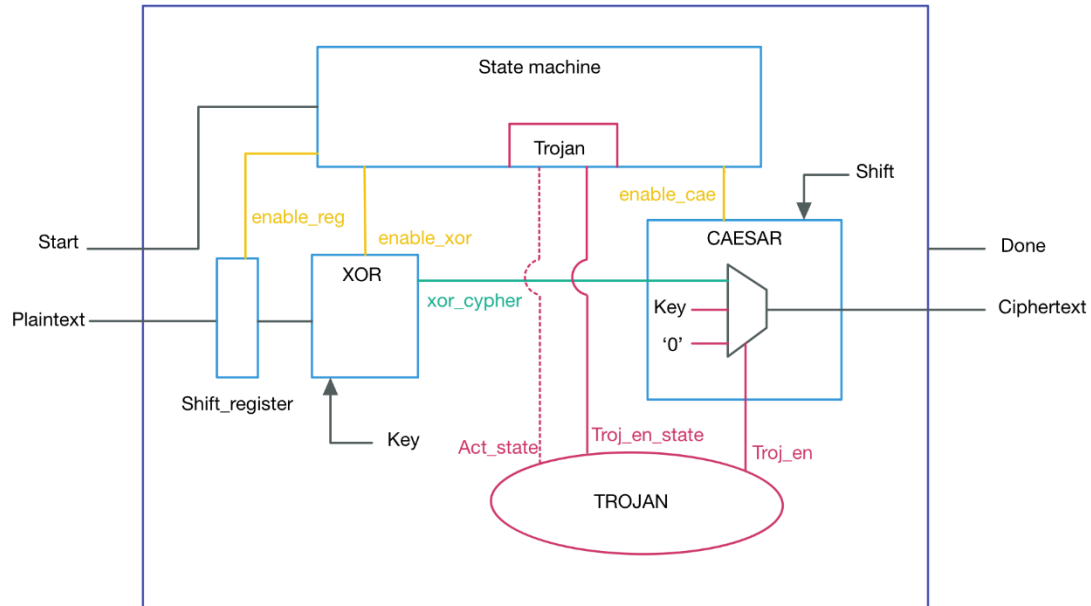 State machine
Trojan
enable_reg
enable_xor
enable_cae
Shift
Start
XOR
CAESAR
Done
xor_cypher
Key
Plaintext
Ciphertext
‘0’
Shift_register
Key
Act_state
Troj_en_state
Troj_en
TROJAN